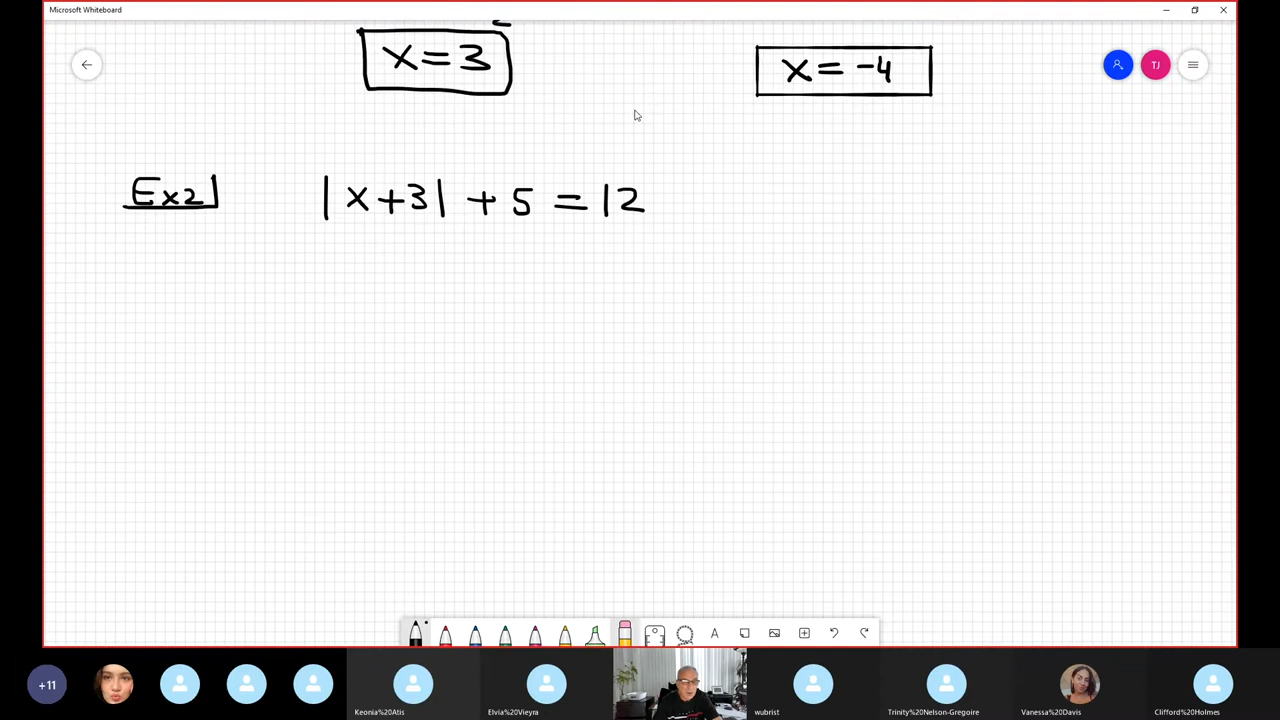 Microsoft Whiteboard
x=3
x=-4
TJ
Ex2
|x+3| + 5 = 12
A
+11
Keonia%20Atis
Elvia%20Vieyra
wubrist
Trinity%20Nelson-Gregoire
Vanessa%20Davis
Clifford%20Holmes